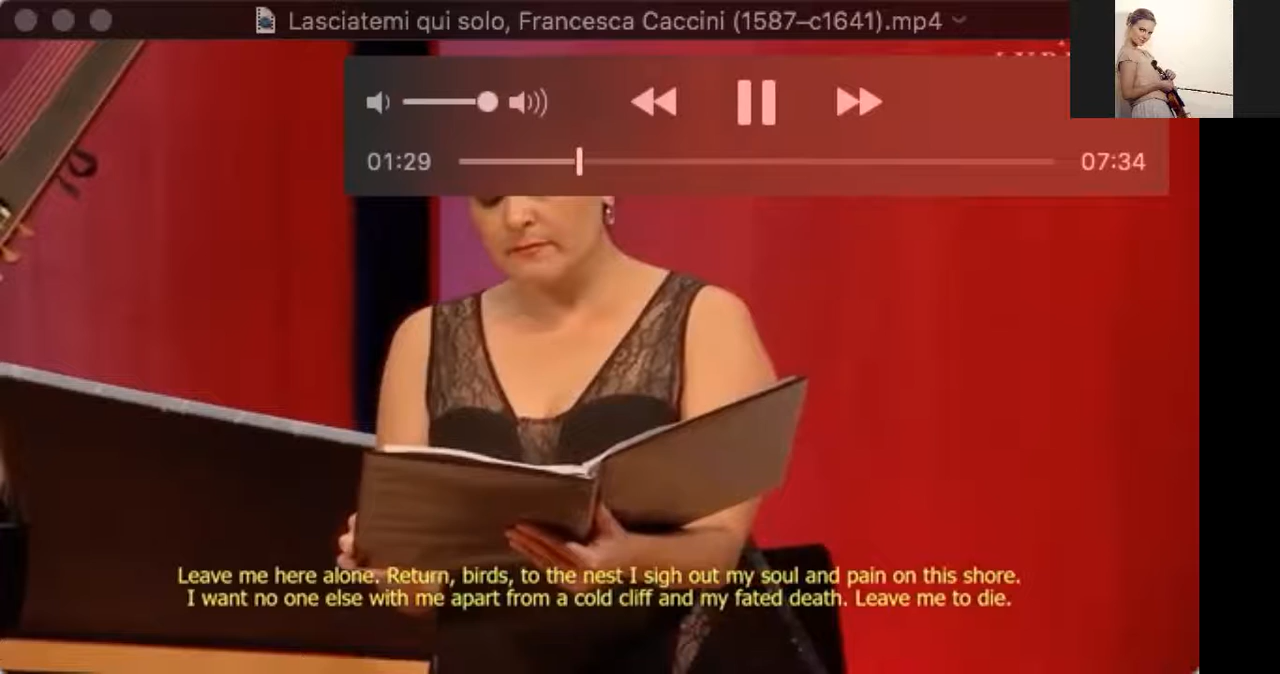 Lasciatemi qui solo, Francesca Caccini (1587–c1641).mp4
01:29
07:34
Leave me here alone. Return, birds, to the nest I sigh out my soul and pain on this shore.
I want no one else with me apart from a cold cliff and my fated death. Leave me to die.